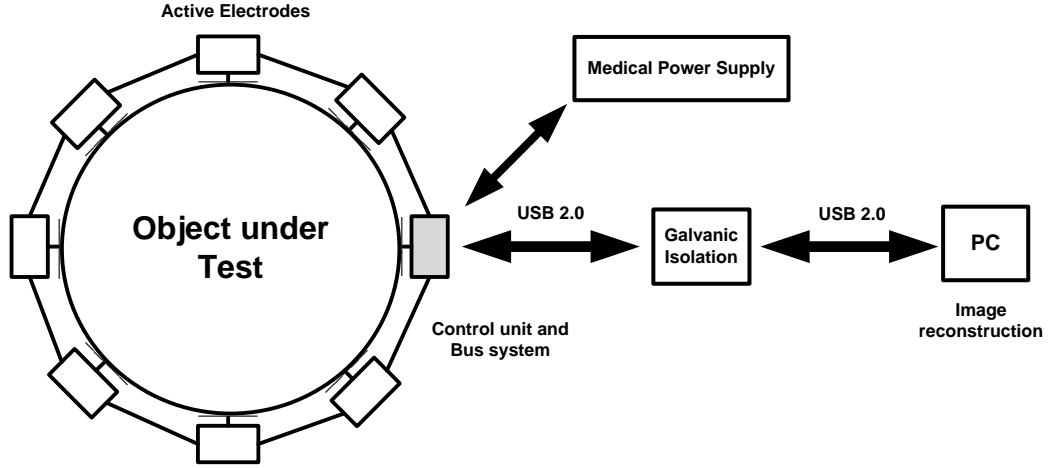 Active Electrodes
Medical Power Supply
Object under
Test
USB 2.0
Galvanic
Isolation
USB 2.0
PC
Control unit and
Bus system
Image
reconstruction